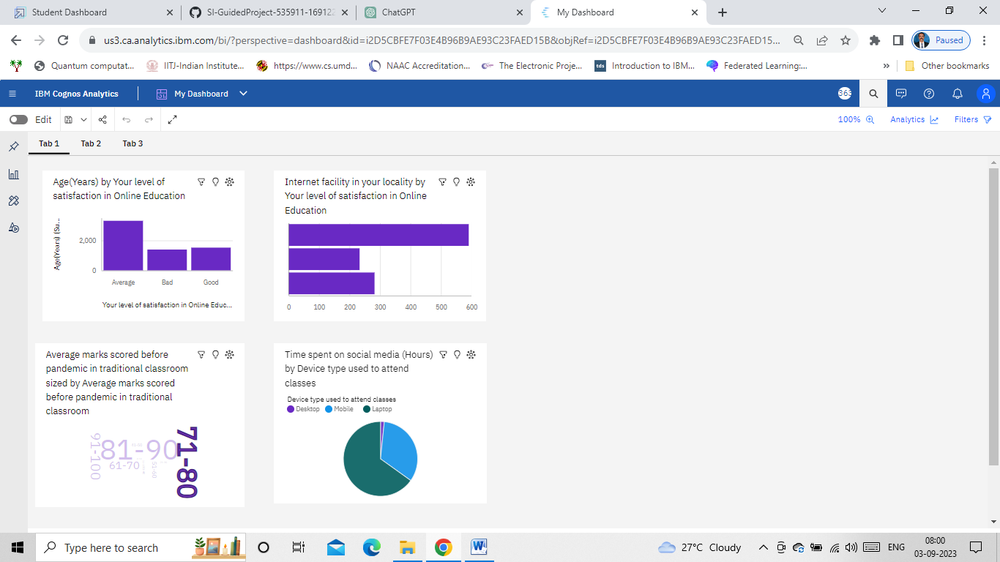 Student Dashboard
SI-GuidedProject-535911-169122
ChatGPT
My Dashboard
us3.ca.analytics.ibm.com/bi/?perspective=dashboard&id=i2D5CBFE7F03E4B96B9AE93C23FAED15B&objRef=i2D5CBFE7F03E4B96B9AE93C23FAED15...
Paused
Quantum computat...
IITJ-Indian Institute...
https://www.cs.umd...
NAAC Accreditation...
The Electronic Proje...
tds
Introduction to IBM...
Federated Learning:...
»
Other bookmarks
IBM Cognos Analytics
My Dashboard
363
Edit
100%
Analytics
Filters
Tab 1
Tab 2
Tab 3
Age(Years) by Your level of
satisfaction in Online Education
Age(Years) (Su...
2,000
0
Average
Bad
Good
Your level of satisfaction in Online Educ...
Internet facility in your locality by
Your level of satisfaction in Online
Education
0 100 200 300 400 500 600
Average marks scored before
pandemic in traditional classroom
sized by Average marks scored
before pandemic in traditional
classroom
91-100
81-90
61-70
51-60
71-80
Time spent on social media (Hours)
by Device type used to attend
classes
Device type used to attend classes
Desktop
Mobile
Laptop
Type here to search
27°C Cloudy
ENG
08:00
03-09-2023